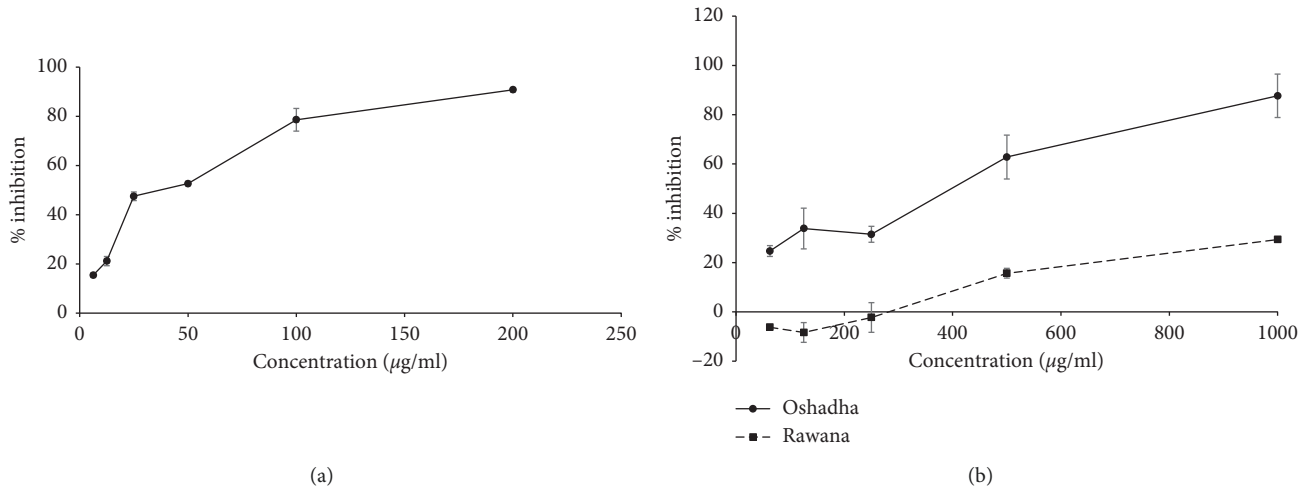 100
80
60
40
20
0
0 50 100 150 200 250
% inhibition
Concentration (μg/ml)
(a)
120
100
80
60
40
20
0
−20
0 200 400 600 800 1000
% inhibition
Concentration (μg/ml)
Oshadha
Rawana
(b)